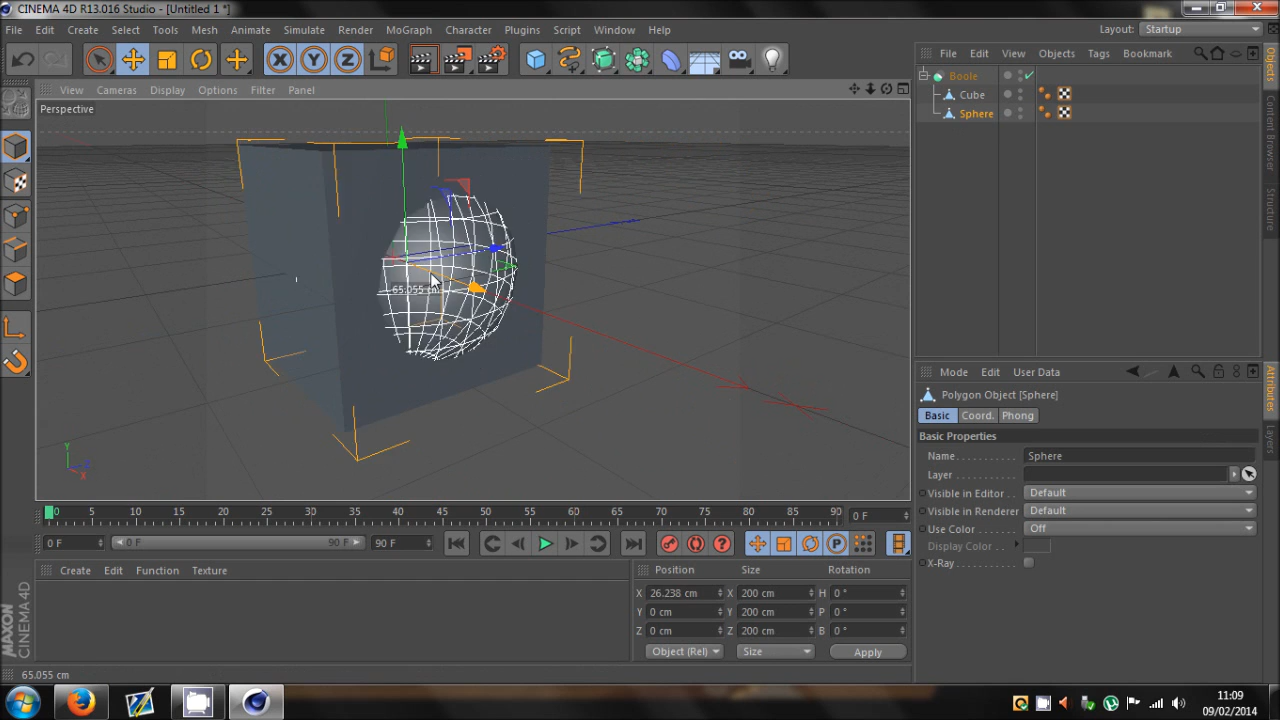 CINEMA 4D R13.016 Studio - [Untitled 1 *]
File Edit Create Select Tools Mesh Animate Simulate Render MoGraph Character Plugins Script Window Help Layout: Startup
X Y Z
File Edit View Objects Tags Bookmark
Boole
Cube
Sphere
View Cameras Display Options Filter Panel
Perspective
65.055 cm
Y
Z
X
Objects
Content Browser
Structure
Mode Edit User Data
Polygon Object [Sphere]
Basic Coord. Phong
Basic Properties
Name Sphere
Layer
Visible in Editor Default
Visible in Renderer Default
Use Color Off
Display Color
X-Ray
Attributes
Layers
0 5 10 15 20 25 30 35 40 45 50 55 60 65 70 75 80 85 90 0 F
0 F 0 F 90 F 90 F
P
Create Edit Function Texture
Position Size Rotation
X 26.238 cm X 200 cm H 0 °
Y 0 cm Y 200 cm P 0 °
Z 0 cm Z 200 cm B 0 °
Object (Rel) Size Apply
MAXON
CINEMA 4D
65.055 cm
11:09
09/02/2014